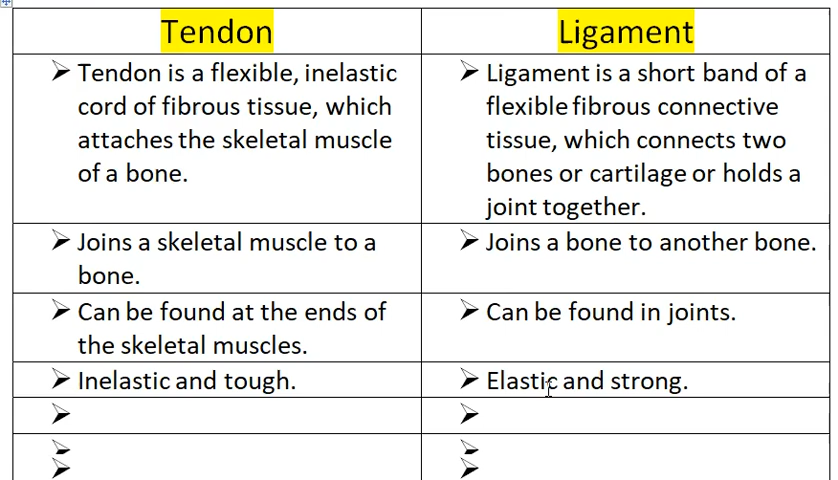 Tendon
Ligament
Tendon is a flexible, inelastic
cord of fibrous tissue, which
attaches the skeletal muscle
of a bone.
Ligament is a short band of a
flexible fibrous connective
tissue, which connects two
bones or cartilage or holds a
joint together.
Joins a skeletal muscle to a
bone.
Joins a bone to another bone.
Can be found at the ends of
the skeletal muscles.
Can be found in joints.
Inelastic and tough.
Elastic and strong.